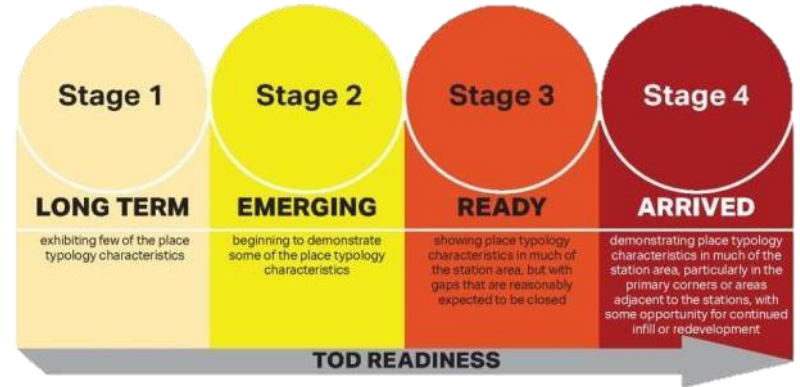 Stage 1
LONG TERM
exhibiting few of the place
typology characteristics
Stage 2
EMERGING
beginning to demonstrate
some of the place typology
characteristics
Stage 3
READY
showing place typology
characteristics in much of
the station area, but with
gaps that are reasonably
expected to be closed
Stage 4
ARRIVED
demonstrating place typology
characteristics in much of the
station area, particularly in the
primary corners or areas
adjacent to the stations, with
some opportunity for continued
infill or redevelopment
TOD READINESS